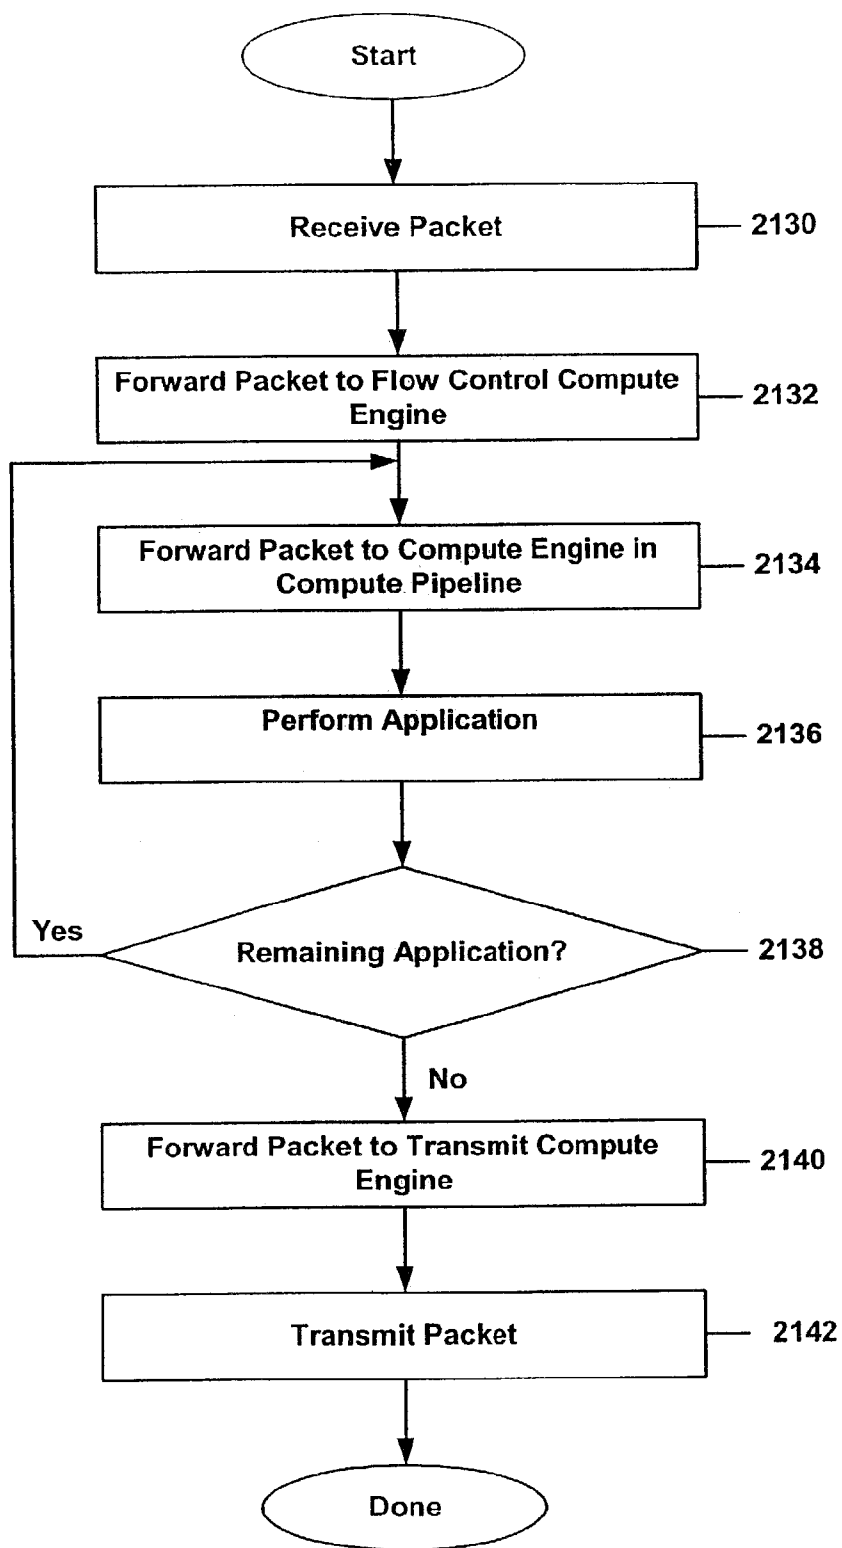 Start
Receive Packet
2130
Forward Packet to Flow Control Compute
Engine
2132
Forward Packet to Compute Engine in
Compute Pipeline
2134
Perform Application
2136
Yes
Remaining Application?
2138
No
Forward Packet to Transmit Compute
Engine
2140
Transmit Packet
2142
Done